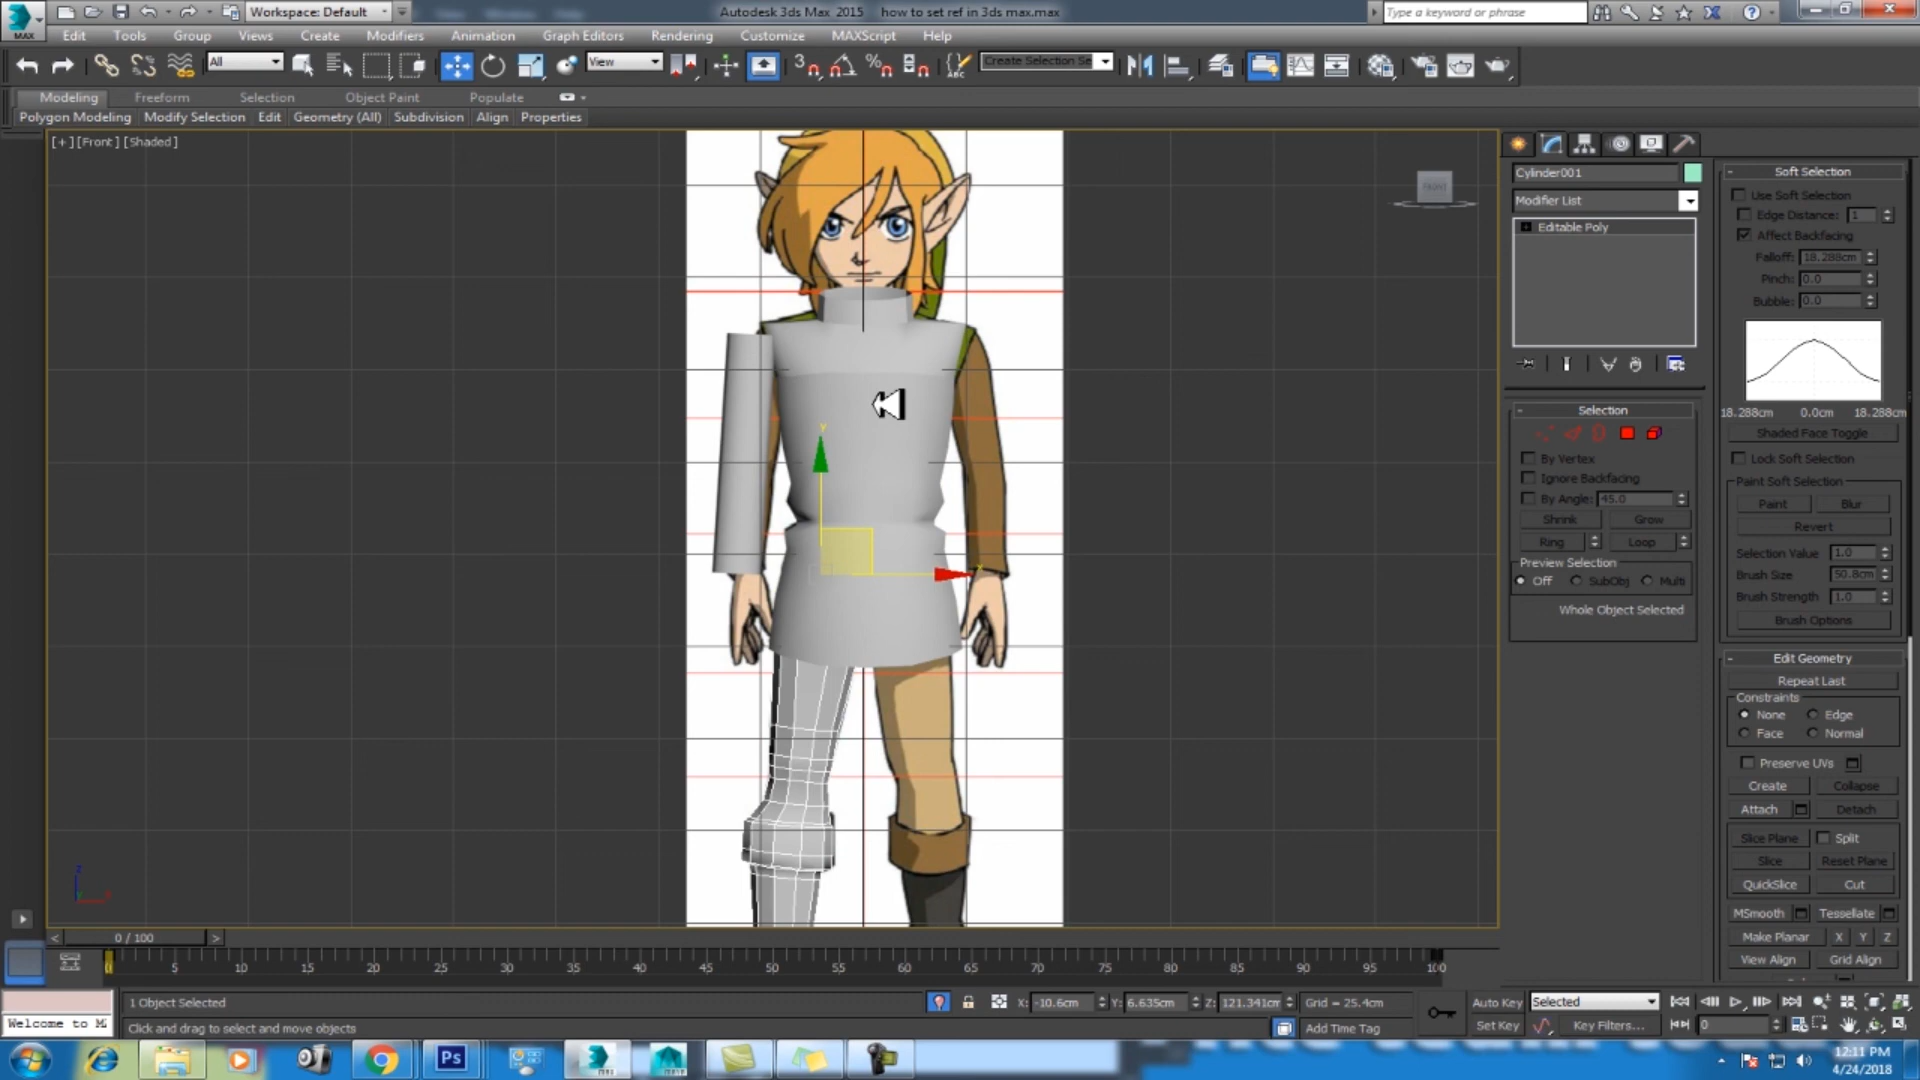 Workspace: Default
Autodesk 3ds Max 2015
how to set ref in 3ds max.max
Type a keyword or phrase
MAX
Edit Tools Group Views Create Modifiers Animation Graph Editors Rendering Customize MAXScript Help
All
View
Create Selection Se
Modeling Freeform Selection Object Paint Populate
Polygon Modeling Modify Selection Edit Geometry (All) Subdivision Align Properties
[+][Front][Shaded]
FRONT
Cylinder001
Modifier List
Editable Poly
Selection
By Vertex
Ignore Backfacing
By Angle: 45.0
Shrink Grow
Ring Loop
Preview Selection
Off SubObj Multi
Whole Object Selected
Soft Selection
Use Soft Selection
Edge Distance: 1
Affect Backfacing
Falloff: 18.288cm
Pinch: 0.0
Bubble: 0.0
18.288cm 0.0cm 18.288cm
Shaded Face Toggle
Lock Soft Selection
Paint Soft Selection
Paint Blur
Revert
Selection Value 1.0
Brush Size 50.8cm
Brush Strength 1.0
Brush Options
Edit Geometry
Repeat Last
Constraints
None Edge
Face Normal
Preserve UVs
Create Collapse
Attach Detach
Slice Plane Split
Slice Reset Plane
QuickSlice Cut
MSmooth Tessellate
Make Planar X Y Z
View Align Grid Align
y
x
z
< 0 / 100 >
5 10 15 20 25 30 35 40 45 50 55 60 65 70 75 80 85 90 95 100
1 Object Selected
X: -10.6cm Y: 6.635cm Z: 121.341cm Grid = 25.4cm
Auto Key Selected
Welcome to M
Click and drag to select and move objects
Add Time Tag
Set Key Key Filters... 0
Ps
12:11 PM
4/24/2018